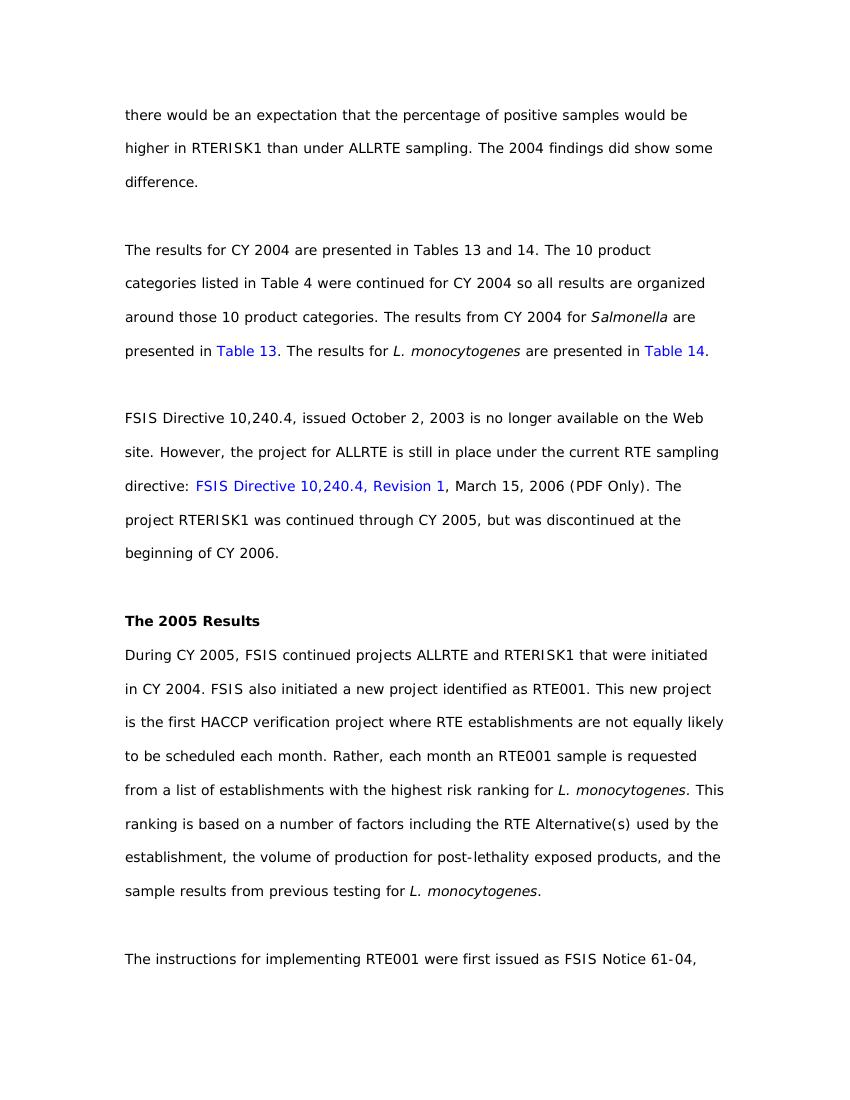 there would be an expectation that the percentage of positive samples would be
higher in RTERISK1 than under ALLRTE sampling. The 2004 findings did show some
difference.
The results for CY 2004 are presented in Tables 13 and 14. The 10 product
categories listed in Table 4 were continued for CY 2004 so all results are organized
around those 10 product categories. The results from CY 2004 for Salmonella are
presented in Table 13. The results for L. monocytogenes are presented in Table 14.
FSIS Directive 10,240.4, issued October 2, 2003 is no longer available on the Web
site. However, the project for ALLRTE is still in place under the current RTE sampling
directive: FSIS Directive 10,240.4, Revision 1, March 15, 2006 (PDF Only). The
project RTERISK1 was continued through CY 2005, but was discontinued at the
beginning of CY 2006.
The 2005 Results
During CY 2005, FSIS continued projects ALLRTE and RTERISK1 that were initiated
in CY 2004. FSIS also initiated a new project identified as RTE001. This new project
is the first HACCP verification project where RTE establishments are not equally likely
to be scheduled each month. Rather, each month an RTE001 sample is requested
from a list of establishments with the highest risk ranking for L. monocytogenes. This
ranking is based on a number of factors including the RTE Alternative(s) used by the
establishment, the volume of production for post-lethality exposed products, and the
sample results from previous testing for L. monocytogenes.
The instructions for implementing RTE001 were first issued as FSIS Notice 61-04,